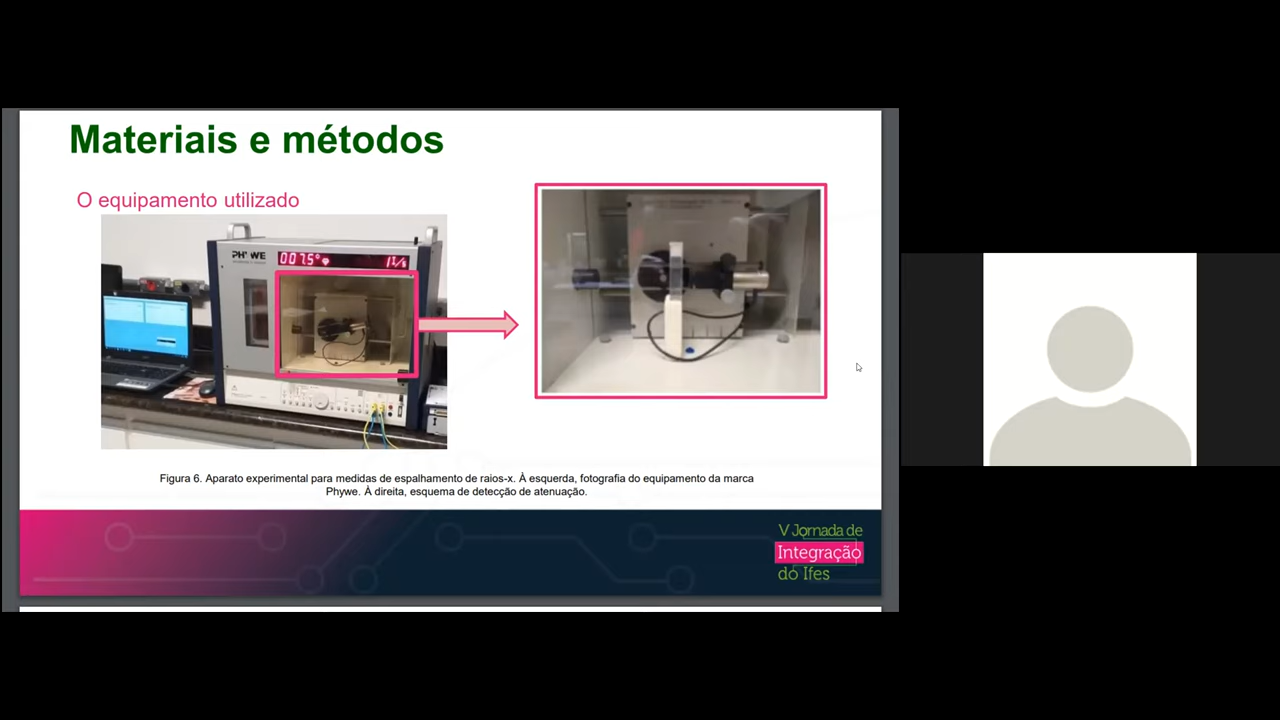 Materiais e métodos
O equipamento utilizado
PHYWE
007.5°
Figura 6. Aparato experimental para medidas de espalhamento de raios-x. À esquerda, fotografia do equipamento da marca
Phywe. À direita, esquema de detecção de atenuação.
V Jornada de
Integração
do Ifes